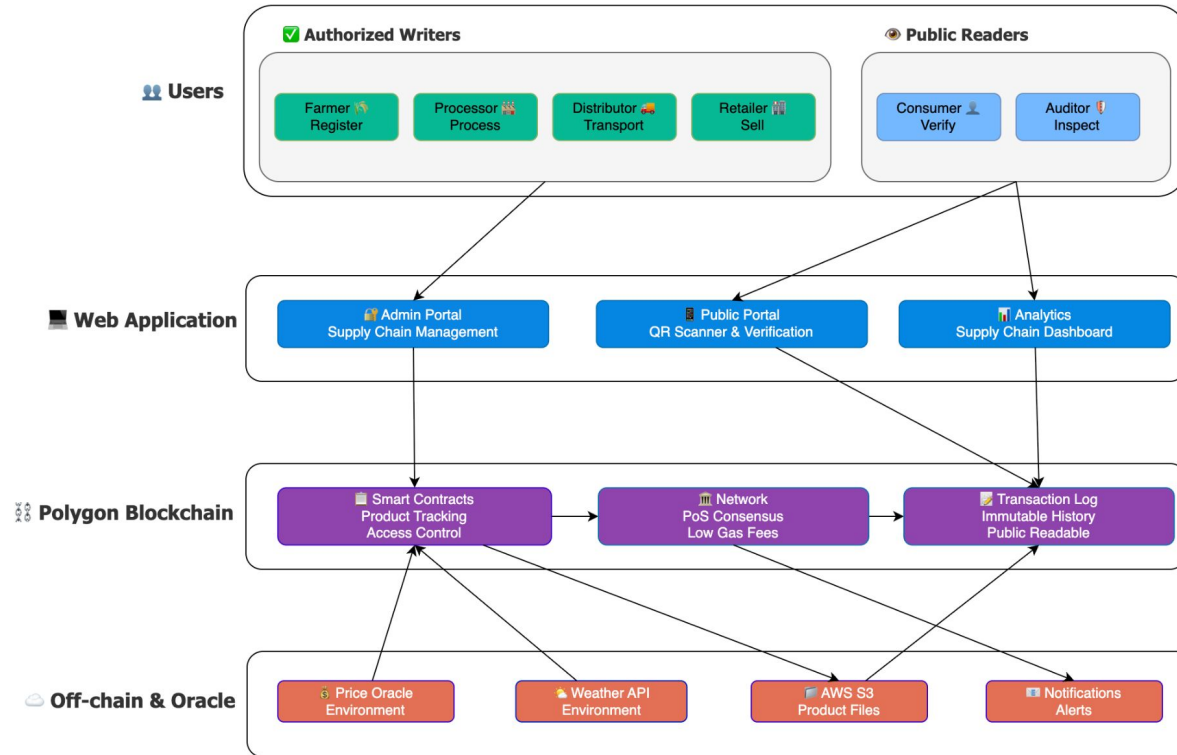 ✅ Authorized Writers
👁️ Public Readers
👥 Users
Farmer 🌾
Register
Processor 🏭
Process
Distributor 🚚
Transport
Retailer 🏬
Sell
Consumer 👤
Verify
Auditor 🛡️
Inspect
💻 Web Application
🔐 Admin Portal
Supply Chain Management
📱 Public Portal
QR Scanner & Verification
📊 Analytics
Supply Chain Dashboard
⛓️ Polygon Blockchain
📋 Smart Contracts
Product Tracking
Access Control
🏛️ Network
PoS Consensus
Low Gas Fees
📝 Transaction Log
Immutable History
Public Readable
☁️ Off-chain & Oracle
💰 Price Oracle
Environment
🌤️ Weather API
Environment
🗂️ AWS S3
Product Files
📧 Notifications
Alerts